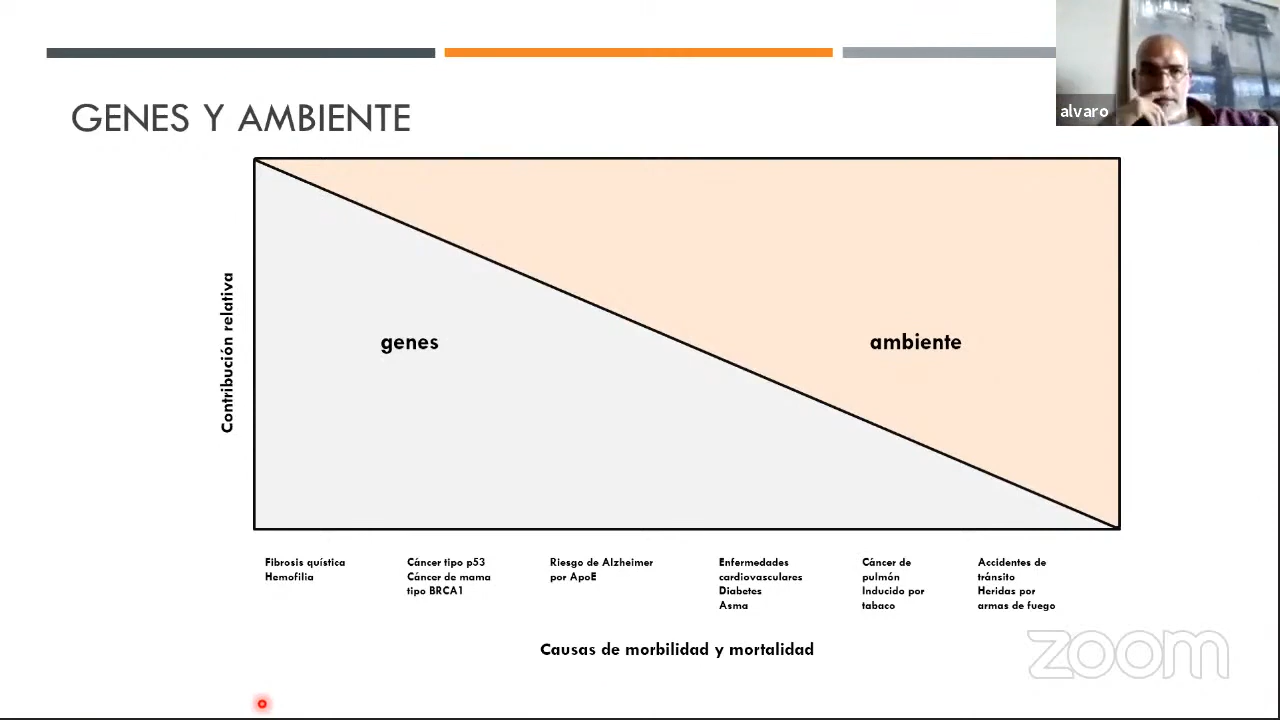 alvaro
GENES Y AMBIENTE
Contribución relativa
genes
ambiente
Fibrosis quística
Hemofilia
Cáncer tipo p53
Cáncer de mama
tipo BRCA1
Riesgo de Alzheimer
por ApoE
Enfermedades
cardiovasculares
Diabetes
Asma
Cáncer de
pulmón
Inducido por
tabaco
Accidentes de
tránsito
Heridas por
armas de fuego
Causas de morbilidad y mortalidad
zoom